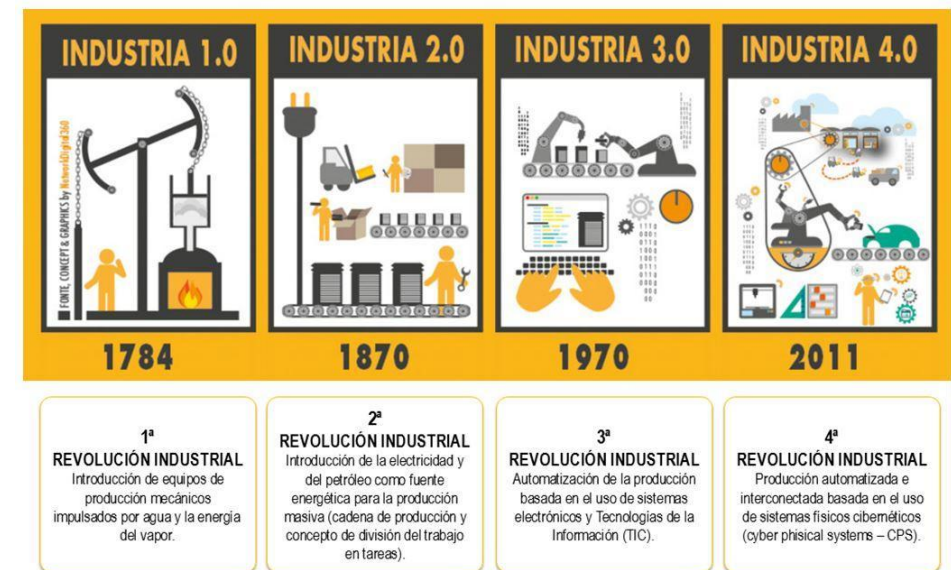 INDUSTRIA 1.0
INDUSTRIA 2.0
INDUSTRIA 3.0
INDUSTRIA 4.0
FONTE, CONCEPT & GRAPHICS by NetworkDigital360
1784
1870
1970
2011
1ª
REVOLUCIÓN INDUSTRIAL
Introducción de equipos de
producción mecánicos
impulsados por agua y la energía
del vapor.
2ª
REVOLUCIÓN INDUSTRIAL
Introducción de la electricidad y
del petróleo como fuente
energética para la producción
masiva (cadena de producción y
concepto de división del trabajo
en tareas).
3ª
REVOLUCIÓN INDUSTRIAL
Automatización de la producción
basada en el uso de sistemas
electrónicos y Tecnologías de la
Información (TIC).
4ª
REVOLUCIÓN INDUSTRIAL
Producción automatizada e
interconectada basada en el uso
de sistemas físicos cibernéticos
(cyber phisical systems – CPS).